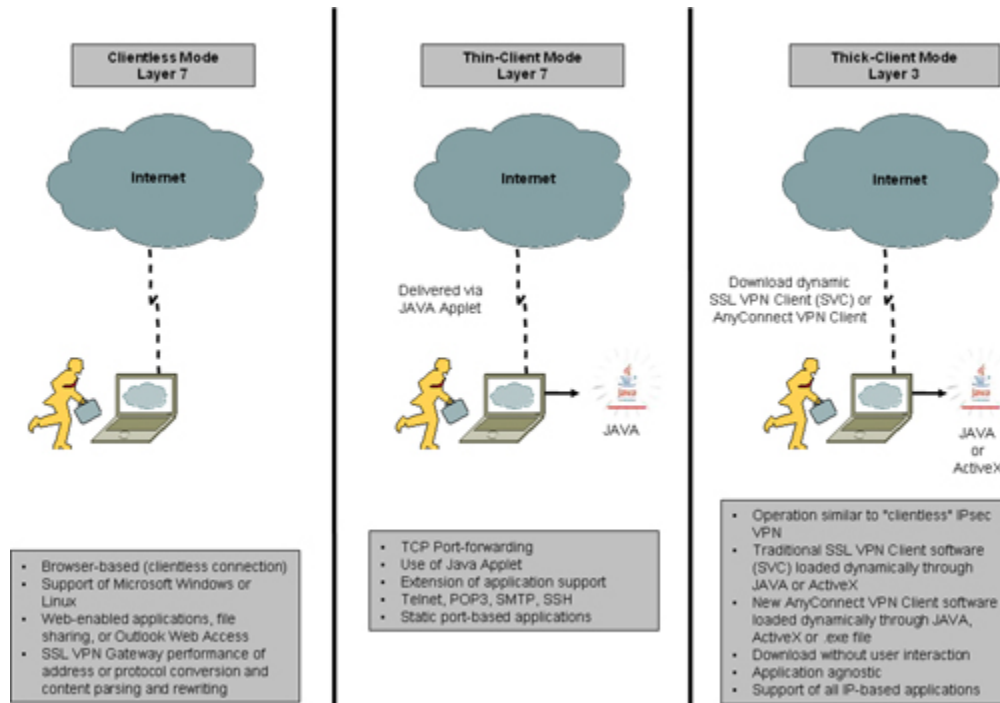 Clientless Mode
Layer 7
Internet
• Browser-based (clientless connection)
• Support of Microsoft Windows or
Linux
• Web-enabled applications, file
sharing, or Outlook Web Access
• SSL VPN Gateway performance of
address or protocol conversion and
content parsing and rewriting
Thin-Client Mode
Layer 7
Internet
Delivered via
JAVA Applet
Java
JAVA
• TCP Port-forwarding
• Use of Java Applet
• Extension of application support
• Telnet, POP3, SMTP, SSH
• Static port-based applications
Thick-Client Mode
Layer 3
Internet
Download dynamic
SSL VPN Client (SVC) or
AnyConnect VPN Client
Java
JAVA
or
ActiveX
• Operation similar to "clientless" IPsec
VPN
• Traditional SSL VPN Client software
(SVC) loaded dynamically through
JAVA or ActiveX
• New AnyConnect VPN Client software
loaded dynamically through JAVA,
ActiveX or .exe file
• Download without user interaction
• Application agnostic
• Support of all IP-based applications